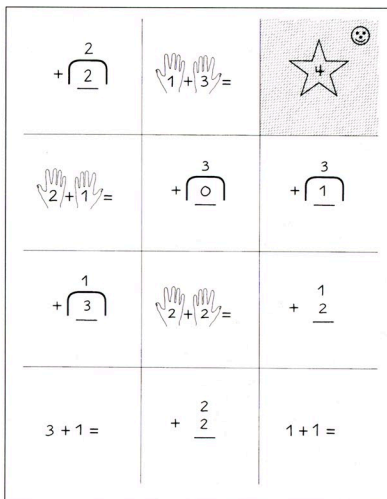 2
+ 2
1 + 3 =
4
2 + 1 =
3
+ 0
3
+ 1
1
+ 3
2 + 2 =
1
+ 2
3 + 1 =
2
+ 2
1 + 1 =